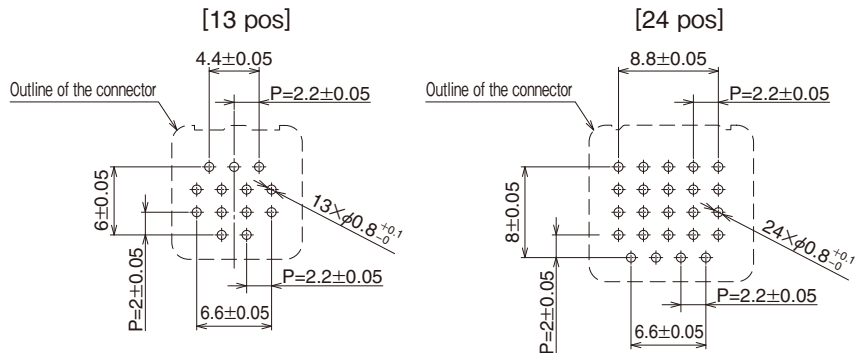 [13 pos]
4.4±0.05
Outline of the connector
P=2.2±0.05
6±0.05
13×φ0.8 +0.1 -0
P=2±0.05
P=2.2±0.05
6.6±0.05
[24 pos]
8.8±0.05
Outline of the connector
P=2.2±0.05
8±0.05
24×φ0.8 +0.1 -0
P=2±0.05
P=2.2±0.05
6.6±0.05